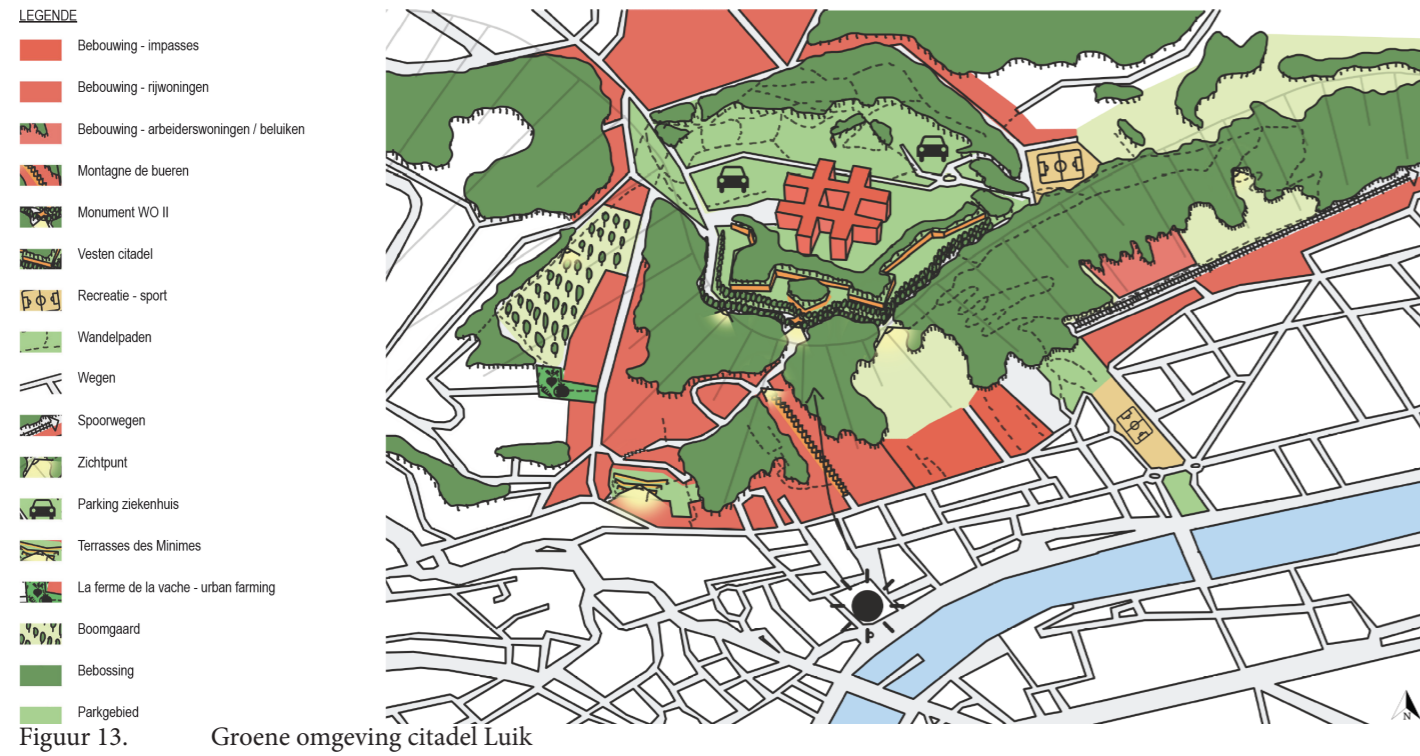 LEGENDE
Bebouwing - impasses
Bebouwing - rijwoningen
Bebouwing - arbeiderswoningen / beluiken
Montagne de bueren
Monument WO II
Vesten citadel
Recreatie - sport
Wandelpaden
Wegen
Spoorwegen
Zichtpunt
Parking ziekenhuis
Terrasses des Minimes
La ferme de la vache - urban farming
Boomgaard
Bebossing
Parkgebied
P
N
Figuur 13. Groene omgeving citadel Luik